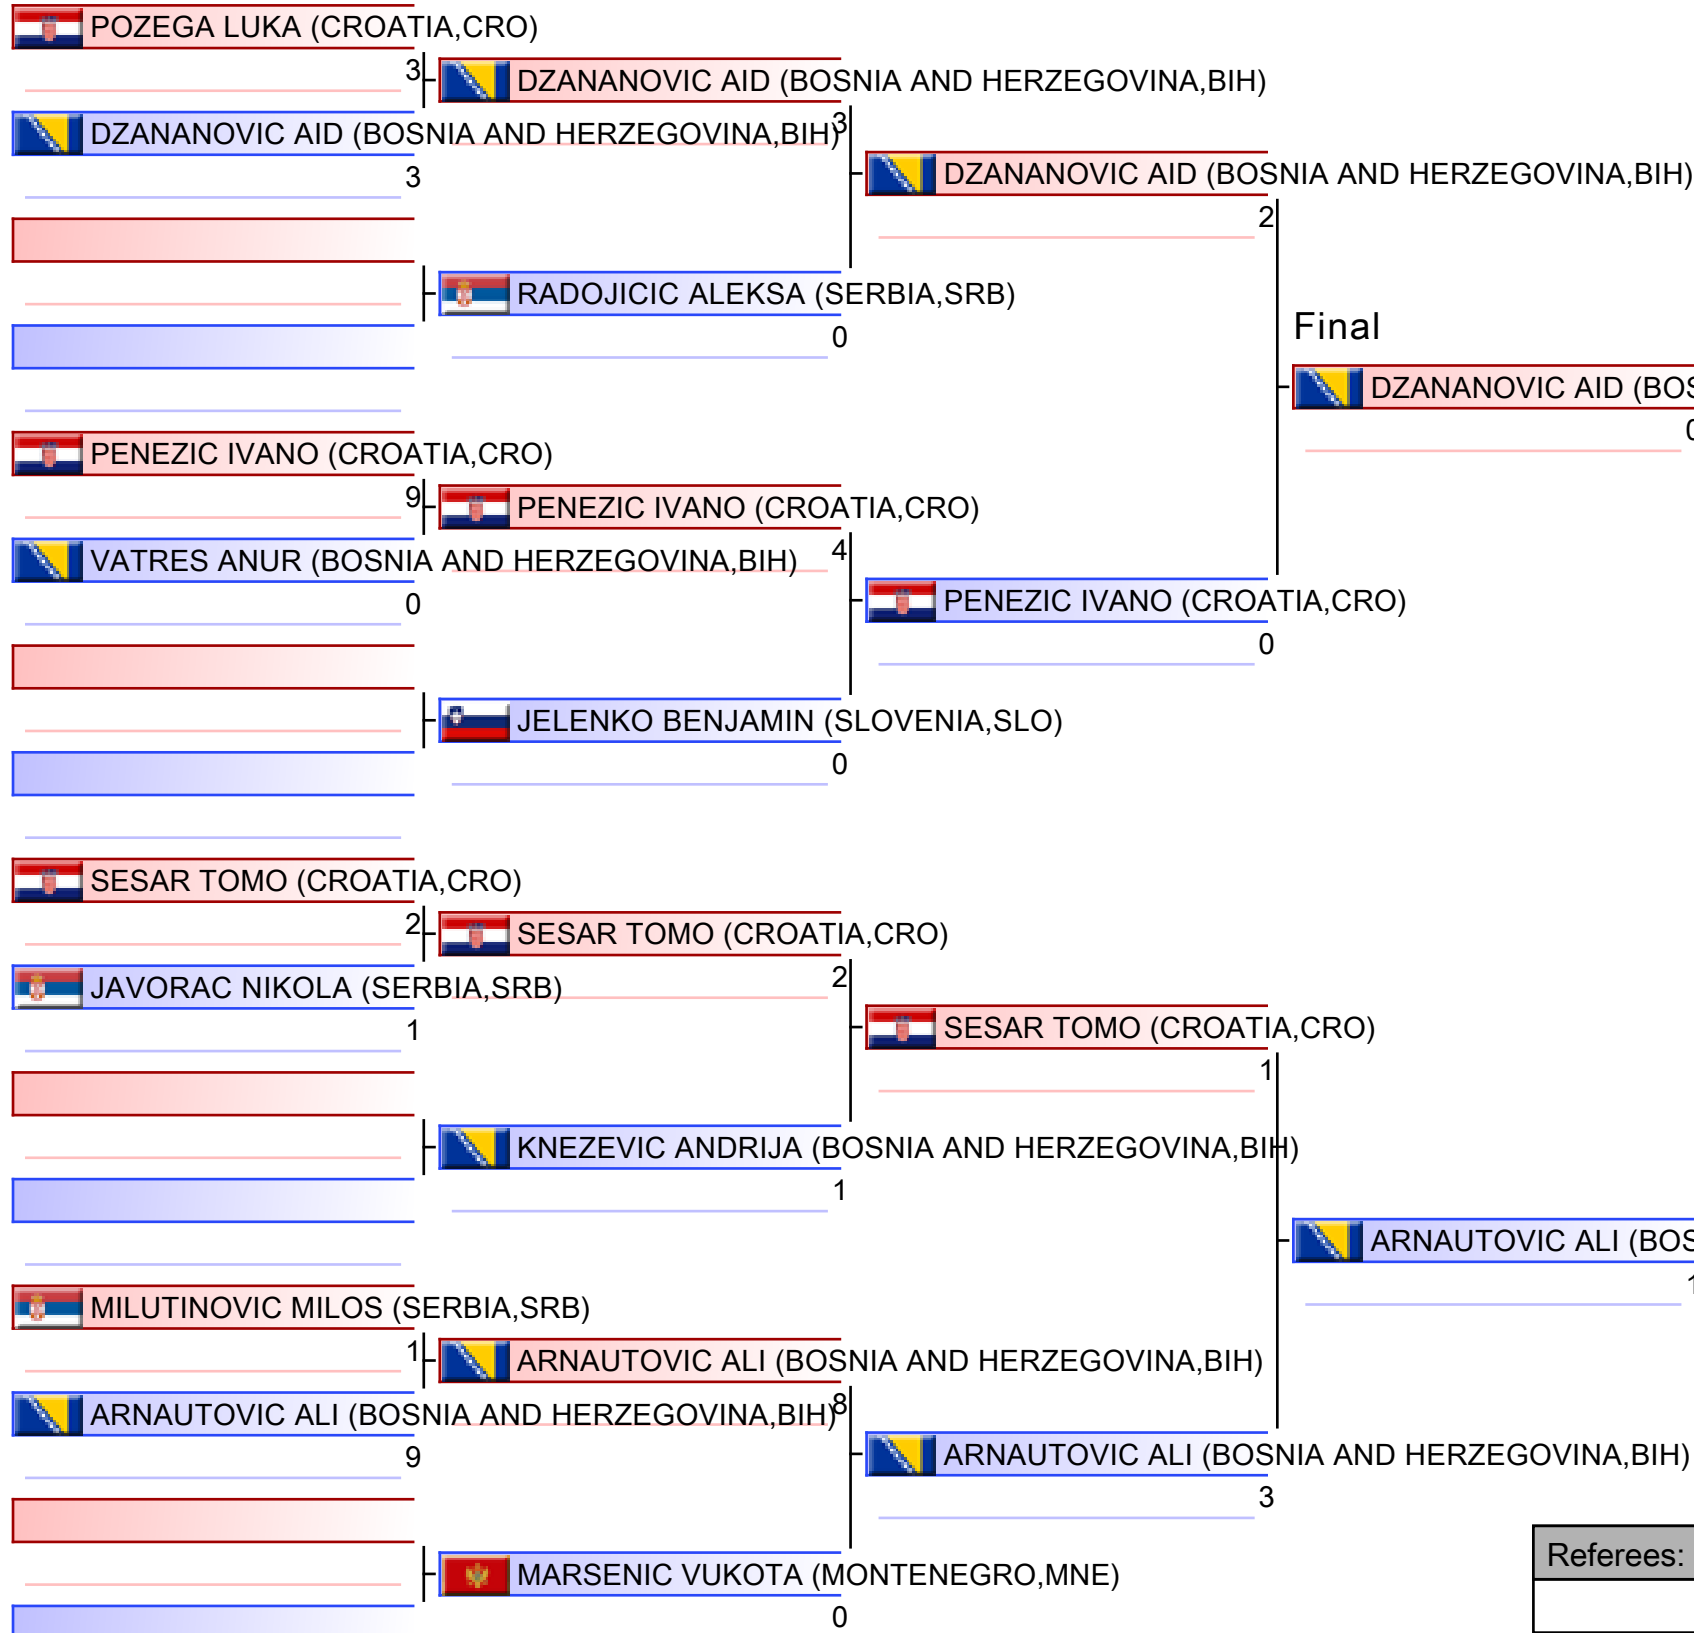 POZEGA LUKA (CROATIA,CRO)
3
DZANANOVIC AID (BOSNIA AND HERZEGOVINA,BIH)
3
PENEZIC IVANO (CROATIA,CRO)
9
VATRES ANUR (BOSNIA AND HERZEGOVINA,BIH)
0
SESAR TOMO (CROATIA,CRO)
2
JAVORAC NIKOLA (SERBIA,SRB)
1
MILUTINOVIC MILOS (SERBIA,SRB)
1
ARNAUTOVIC ALI (BOSNIA AND HERZEGOVINA,BIH)
9
DZANANOVIC AID (BOSNIA AND HERZEGOVINA,BIH)
3
RADOJICIC ALEKSA (SERBIA,SRB)
0
PENEZIC IVANO (CROATIA,CRO)
4
JELENKO BENJAMIN (SLOVENIA,SLO)
0
SESAR TOMO (CROATIA,CRO)
2
KNEZEVIC ANDRIJA (BOSNIA AND HERZEGOVINA,BIH)
1
ARNAUTOVIC ALI (BOSNIA AND HERZEGOVINA,BIH)
8
MARSENIC VUKOTA (MONTENEGRO,MNE)
0
DZANANOVIC AID (BOSNIA AND HERZEGOVINA,BIH)
2
PENEZIC IVANO (CROATIA,CRO)
0
SESAR TOMO (CROATIA,CRO)
1
ARNAUTOVIC ALI (BOSNIA AND HERZEGOVINA,BIH)
3
Final
DZANANOVIC AID (BOS
0
ARNAUTOVIC ALI (BOS
1
Referees: